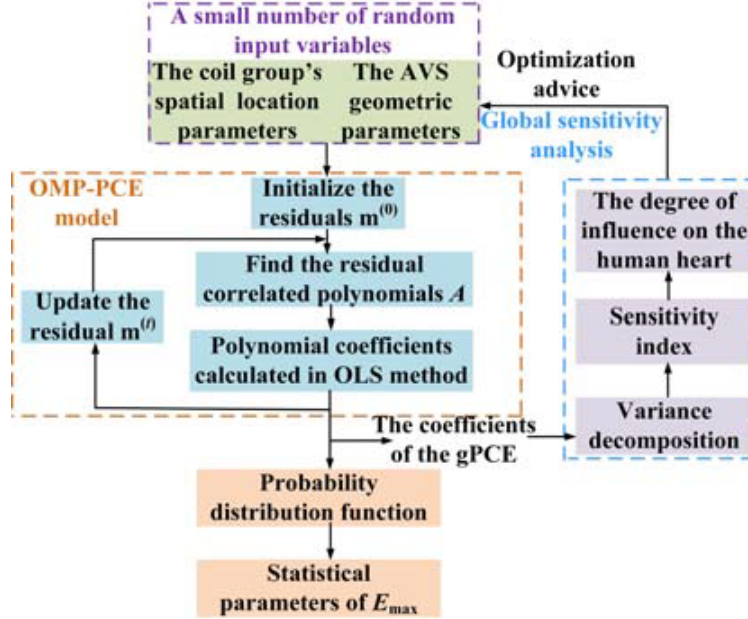 A small number of random
input variables
The coil group's
spatial location
parameters
The AVS
geometric
parameters
Optimization
advice
Global sensitivity
analysis
OMP-PCE
model
Initialize the
residuals m⁽⁰⁾
Find the residual
correlated polynomials A
Update the
residual m⁽ᵗ⁾
Polynomial coefficients
calculated in OLS method
The degree of
influence on the
human heart
Sensitivity
index
Variance
decomposition
The coefficients
of the gPCE
Probability
distribution function
Statistical
parameters of Eₘₐₓ